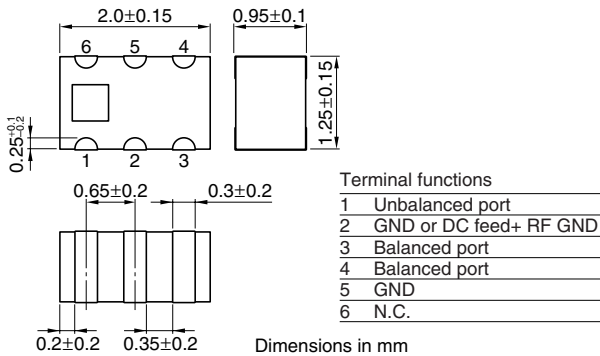 2.0±0.15
0.95±0.1
6 5 4
1.25±0.15
0.25+0.1-0.2
1 2 3
0.65±0.2
0.3±0.2
0.2±0.2
0.35±0.2
Dimensions in mm
Terminal functions
1 Unbalanced port
2 GND or DC feed+ RF GND
3 Balanced port
4 Balanced port
5 GND
6 N.C.